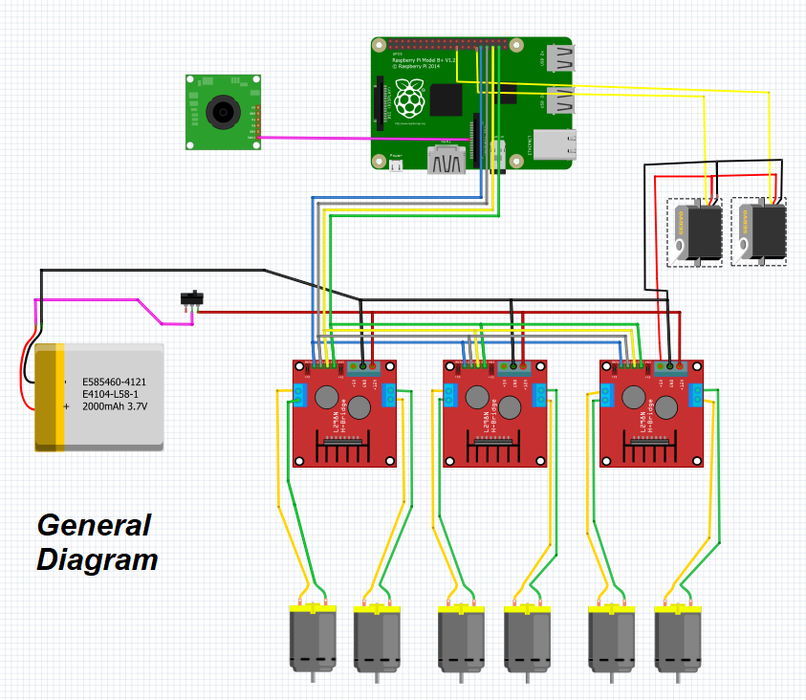 Raspberry Pi Model B+ V1.2
© Raspberry Pi 2014
E585460-4121
E4104-L58-1
+ 2000mAh 3.7V
L298N
H-Bridge
L298N
H-Bridge
L298N
H-Bridge
General
Diagram